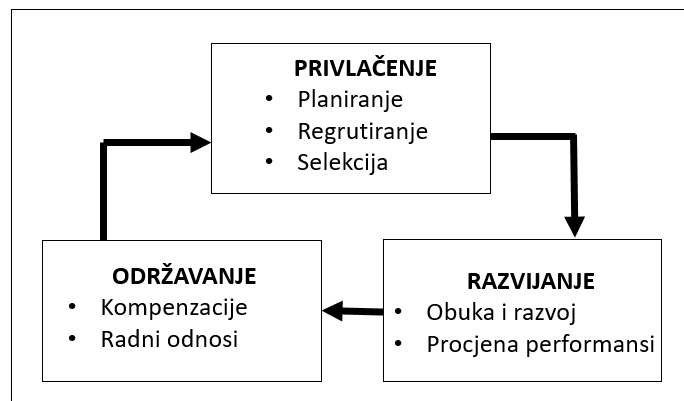 PRIVLAČENJE
• Planiranje
• Regrutiranje
• Selekcija
ODRŽAVANJE
• Kompenzacije
• Radni odnosi
RAZVIJANJE
• Obuka i razvoj
• Procjena performansi